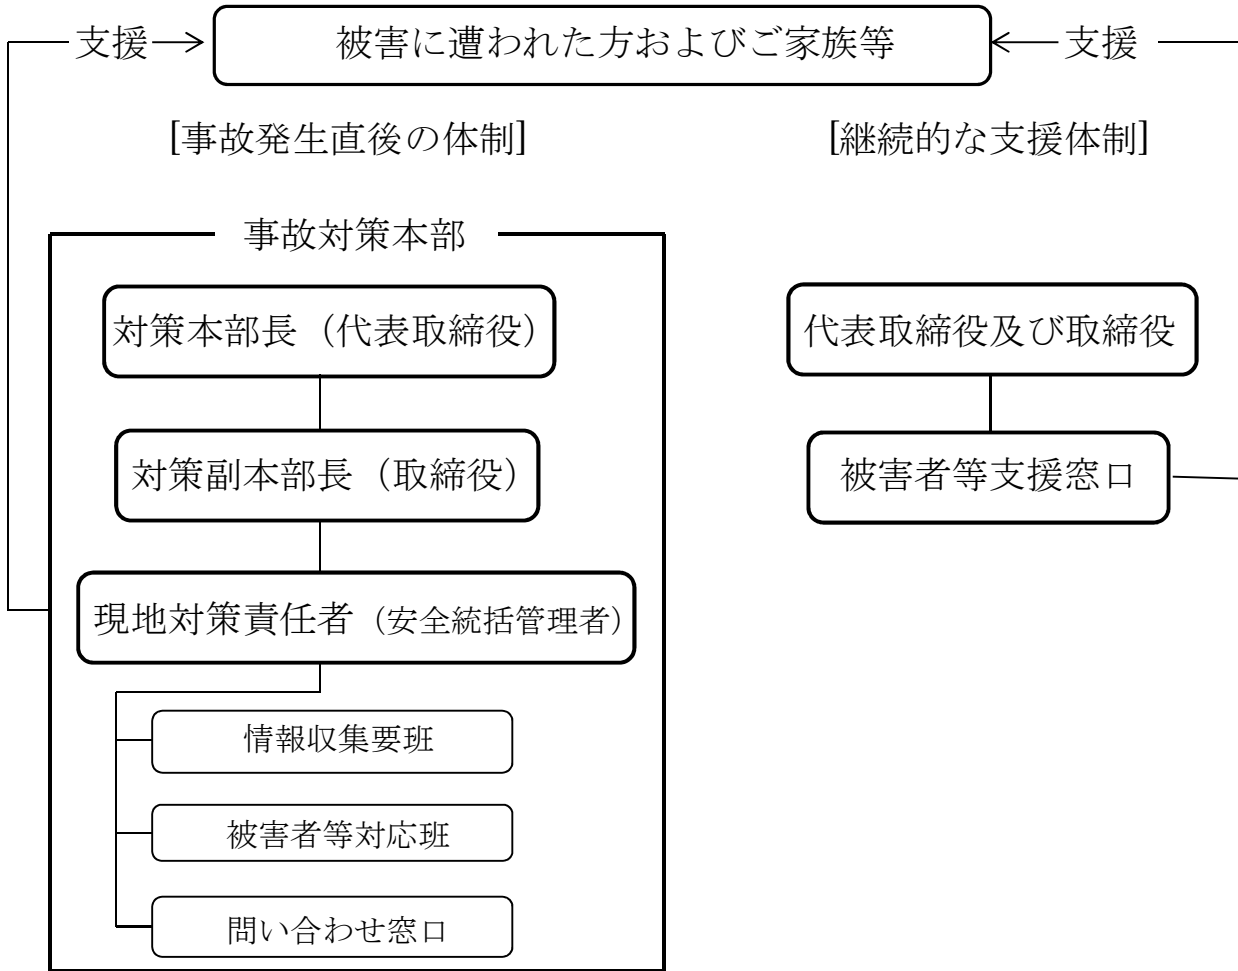 支援
被害に遭われた方およびご家族等
支援
[事故発生直後の体制]
[継続的な支援体制]
事故対策本部
対策本部長（代表取締役）
対策副本部長（取締役）
現地対策責任者（安全統括管理者）
情報収集要班
被害者等対応班
問い合わせ窓口
代表取締役及び取締役
被害者等支援窓口